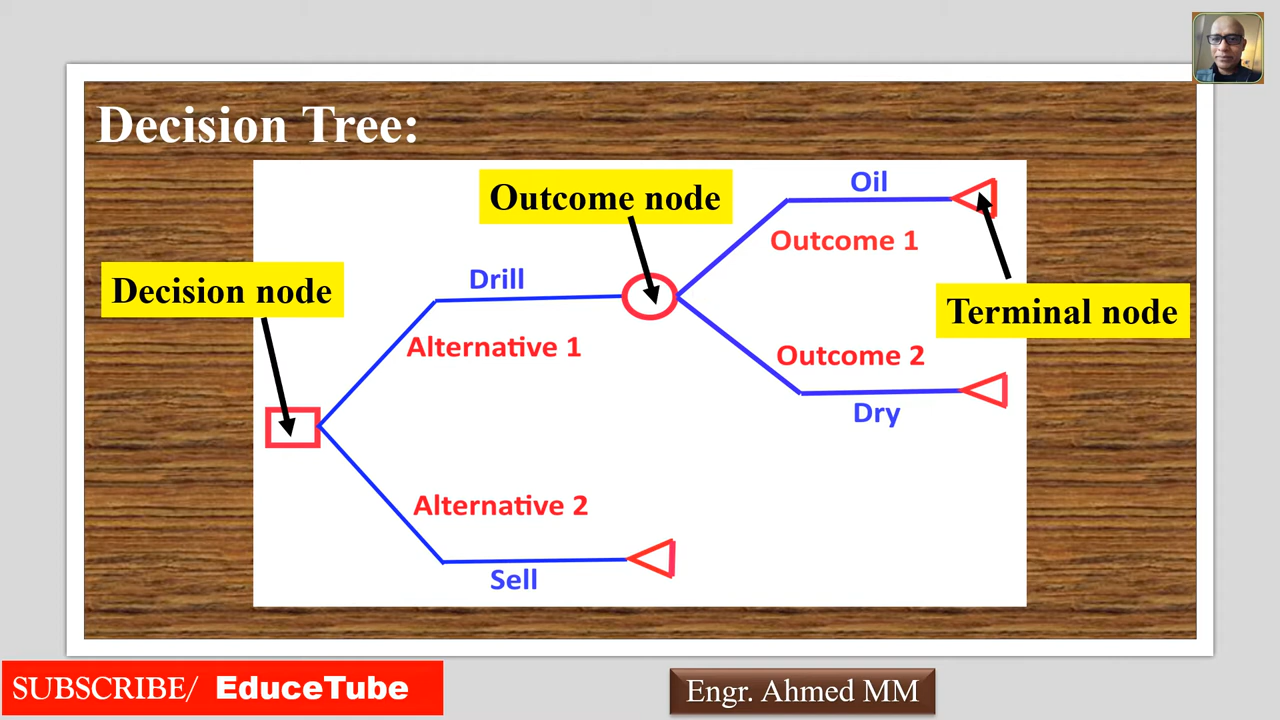 Decision Tree:
Outcome node
Oil
Outcome 1
Decision node
Drill
Terminal node
Alternative 1
Outcome 2
Dry
Alternative 2
Sell
SUBSCRIBE/ EduceTube
Engr. Ahmed MM